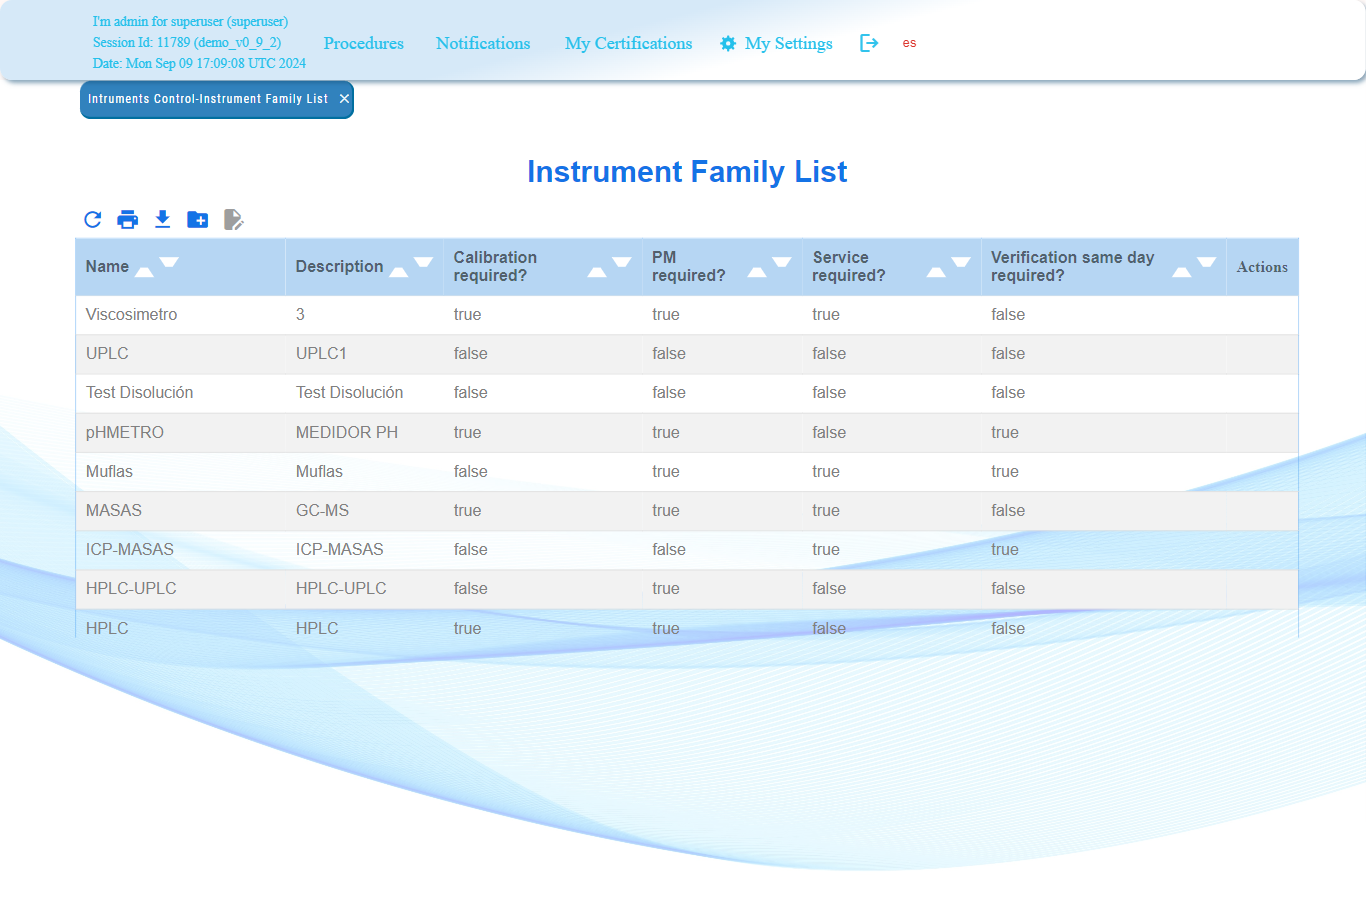 I'm admin for superuser (superuser)
Session Id: 11789 (demo_v0_9_2)
Date: Mon Sep 09 17:09:08 UTC 2024
Procedures Notifications My Certifications My Settings es
Intruments Control-Instrument Family List ×
Instrument Family List
Name Description Calibration required? PM required? Service required? Verification same day required? Actions
Viscosimetro 3 true true true false
UPLC UPLC1 false false false false
Test Disolución Test Disolución false false false false
pHMETRO MEDIDOR PH true true false true
Muflas Muflas false true true true
MASAS GC-MS true true true false
ICP-MASAS ICP-MASAS false false true true
HPLC-UPLC HPLC-UPLC false true false false
HPLC HPLC true true false false